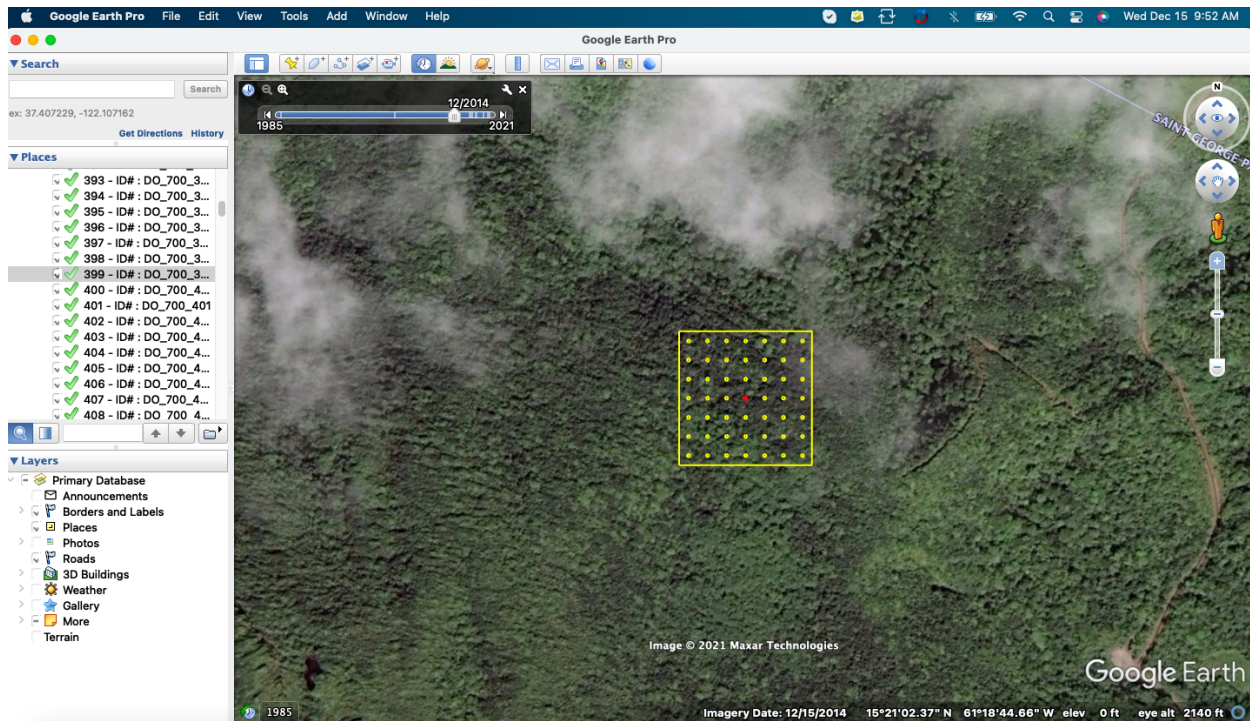 Google Earth Pro File Edit View Tools Add Window Help Wed Dec 15 9:52 AM
Google Earth Pro
Search
Search
ex: 37.407229, -122.107162
Get Directions History
Places
393 - ID# : DO_700_3...
394 - ID# : DO_700_3...
395 - ID# : DO_700_3...
396 - ID# : DO_700_3...
397 - ID# : DO_700_3...
398 - ID# : DO_700_3...
399 - ID# : DO_700_3...
400 - ID# : DO_700_4...
401 - ID# : DO_700_401
402 - ID# : DO_700_4...
403 - ID# : DO_700_4...
404 - ID# : DO_700_4...
405 - ID# : DO_700_4...
406 - ID# : DO_700_4...
407 - ID# : DO_700_4...
408 - ID# : DO_700_4...
Layers
Primary Database
Announcements
Borders and Labels
Places
Photos
Roads
3D Buildings
Weather
Gallery
More
Terrain
12/2014
1985 2021
N
SAINT GEORGE P
Image © 2021 Maxar Technologies
Google Earth
1985 Imagery Date: 12/15/2014 15°21'02.37" N 61°18'44.66" W elev 0 ft eye alt 2140 ft